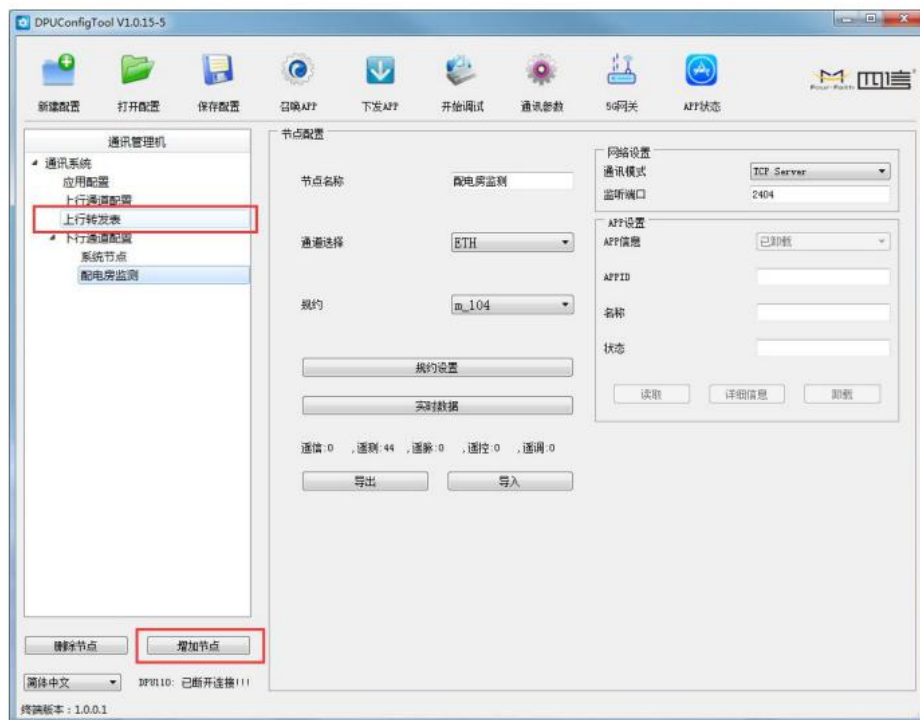 DPUConfigTool V1.0.15-5
新建配置 打开配置 保存配置 召唤APP 下发APP 开始调试 通讯参数 5G网关 APP状态
Four-Faith 四信
通讯管理机
通讯系统
应用配置
上行通道配置
上行转发表
下行通道配置
系统节点
配电房监测
删除节点 增加节点
简体中文 DPU110: 已断开连接!!!
终端版本：1.0.0.1
节点配置
节点名称 配电房监测
通道选择 ETH
规约 m_104
规约设置
实时数据
遥信:0 ,遥测:44 ,遥脉:0 ,遥控:0 ,遥调:0
导出 导入
网络设置
通讯模式 TCP Server
监听端口 2404
APP设置
APP信息 已卸载
APPID
名称
状态
读取 详细信息 卸载